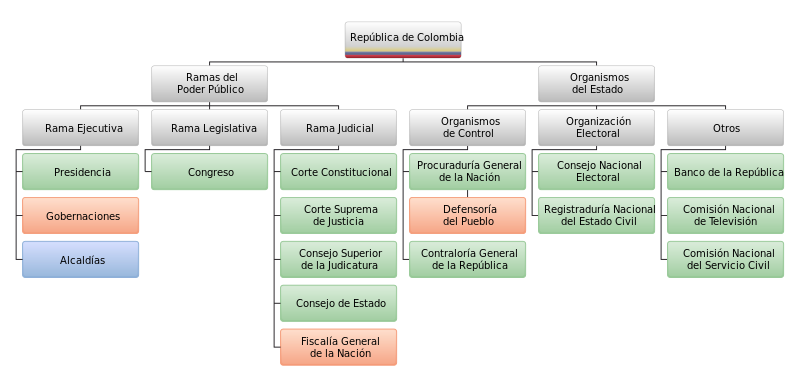 República de Colombia
Ramas del
Poder Público
Organismos
del Estado
Rama Ejecutiva
Rama Legislativa
Rama Judicial
Organismos
de Control
Organización
Electoral
Otros
Presidencia
Gobernaciones
Alcaldías
Congreso
Corte Constitucional
Corte Suprema
de Justicia
Consejo Superior
de la Judicatura
Consejo de Estado
Fiscalía General
de la Nación
Procuraduría General
de la Nación
Defensoría
del Pueblo
Contraloría General
de la República
Consejo Nacional
Electoral
Registraduría Nacional
del Estado Civil
Banco de la República
Comisión Nacional
de Televisión
Comisión Nacional
del Servicio Civil